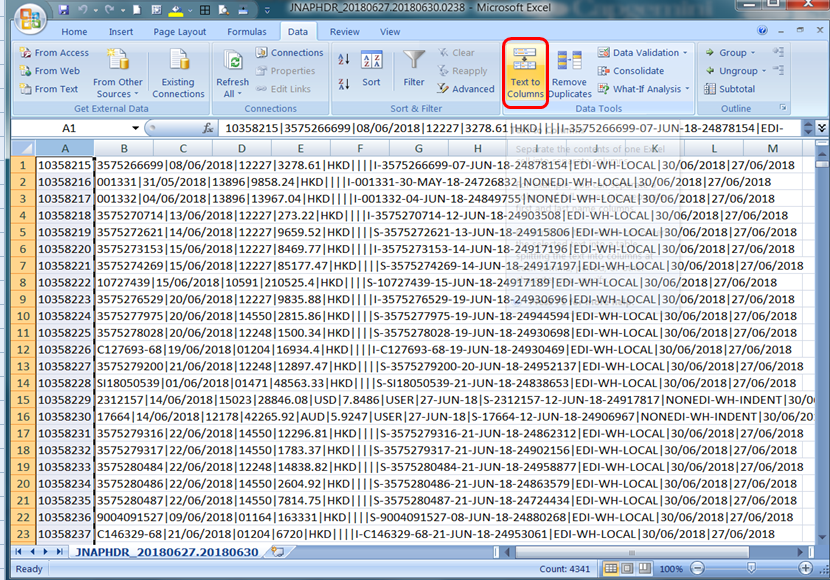 JNAPHDR_20180627.20180630.0238 - Microsoft Excel
Home Insert Page Layout Formulas Data Review View
From Access
From Web
From Text
From Other Sources
Existing Connections
Get External Data
Refresh All
Connections
Properties
Edit Links
Connections
Sort
Filter
Clear
Reapply
Advanced
Sort & Filter
Text to Columns
Remove Duplicates
Data Validation
Consolidate
What-If Analysis
Data Tools
Group
Ungroup
Subtotal
Outline
A1 fx 10358215|3575266699|08/06/2018|12227|3278.61|HKD||||I-3575266699-07-JUN-18-24878154|EDI-
A B C D E F G H I J K L M
1 10358215|3575266699|08/06/2018|12227|3278.61|HKD||||I-3575266699-07-JUN-18-24878154|EDI-WH-LOCAL|30/06/2018|27/06/2018
2 10358216|001331|31/05/2018|13896|9858.24|HKD||||I-001331-30-MAY-18-24726832|NONEDI-WH-LOCAL|30/06/2018|27/06/2018
3 10358217|001332|04/06/2018|13896|13967.04|HKD||||I-001332-04-JUN-18-24849755|NONEDI-WH-LOCAL|30/06/2018|27/06/2018
4 10358218|3575270714|13/06/2018|12227|273.22|HKD||||I-3575270714-12-JUN-18-24903508|EDI-WH-LOCAL|30/06/2018|27/06/2018
5 10358219|3575272621|14/06/2018|12227|9659.52|HKD||||S-3575272621-13-JUN-18-24915806|EDI-WH-LOCAL|30/06/2018|27/06/2018
6 10358220|3575273153|15/06/2018|12227|8469.77|HKD||||I-3575273153-14-JUN-18-24917196|EDI-WH-LOCAL|30/06/2018|27/06/2018
7 10358221|3575274269|15/06/2018|12227|85177.47|HKD||||S-3575274269-14-JUN-18-24917197|EDI-WH-LOCAL|30/06/2018|27/06/2018
8 10358222|10727439|15/06/2018|10591|210525.4|HKD||||S-10727439-15-JUN-18-24917189|EDI-WH-LOCAL|30/06/2018|27/06/2018
9 10358223|3575276529|20/06/2018|12227|9835.88|HKD||||I-3575276529-19-JUN-18-24930696|EDI-WH-LOCAL|30/06/2018|27/06/2018
10 10358224|3575277975|20/06/2018|14550|2815.86|HKD||||S-3575277975-19-JUN-18-24944594|EDI-WH-LOCAL|30/06/2018|27/06/2018
11 10358225|3575278028|20/06/2018|12248|1500.34|HKD||||S-3575278028-19-JUN-18-24930698|EDI-WH-LOCAL|30/06/2018|27/06/2018
12 10358226|C127693-68|19/06/2018|01204|16934.4|HKD||||I-C127693-68-19-JUN-18-24930469|EDI-WH-LOCAL|30/06/2018|27/06/2018
13 10358227|3575279200|21/06/2018|12248|12897.47|HKD||||S-3575279200-20-JUN-18-24952137|EDI-WH-LOCAL|30/06/2018|27/06/2018
14 10358228|SI18050539|01/06/2018|01471|48563.33|HKD||||S-SI18050539-21-JUN-18-24838653|EDI-WH-LOCAL|30/06/2018|27/06/2018
15 10358229|2312157|14/06/2018|15023|28846.08|USD|7.8486|USER|27-JUN-18|S-2312157-12-JUN-18-24917817|NONEDI-WH-INDENT|30/06/20
16 10358230|17664|14/06/2018|12178|42265.92|AUD|5.9247|USER|27-JUN-18|S-17664-12-JUN-18-24906967|NONEDI-WH-INDENT|30/06/2018|27/0
17 10358231|3575279316|22/06/2018|14550|12296.81|HKD||||S-3575279316-21-JUN-18-24862312|EDI-WH-LOCAL|30/06/2018|27/06/2018
18 10358232|3575279317|22/06/2018|14550|1783.37|HKD||||S-3575279317-21-JUN-18-24902156|EDI-WH-LOCAL|30/06/2018|27/06/2018
19 10358233|3575280484|22/06/2018|12248|14838.82|HKD||||S-3575280484-21-JUN-18-24958877|EDI-WH-LOCAL|30/06/2018|27/06/2018
20 10358234|3575280486|22/06/2018|14550|2604.92|HKD||||S-3575280486-21-JUN-18-24863579|EDI-WH-LOCAL|30/06/2018|27/06/2018
21 10358235|3575280487|22/06/2018|14550|7814.75|HKD||||S-3575280487-21-JUN-18-24724434|EDI-WH-LOCAL|30/06/2018|27/06/2018
22 10358236|9004091527|09/06/2018|01164|163331|HKD||||S-9004091527-08-JUN-18-24880268|EDI-WH-LOCAL|30/06/2018|27/06/2018
23 10358237|C146329-68|21/06/2018|01204|6720|HKD||||I-C146329-68-21-JUN-18-24953061|EDI-WH-LOCAL|30/06/2018|27/06/2018
JNAPHDR_20180627.20180630
Ready Count: 4341 100%